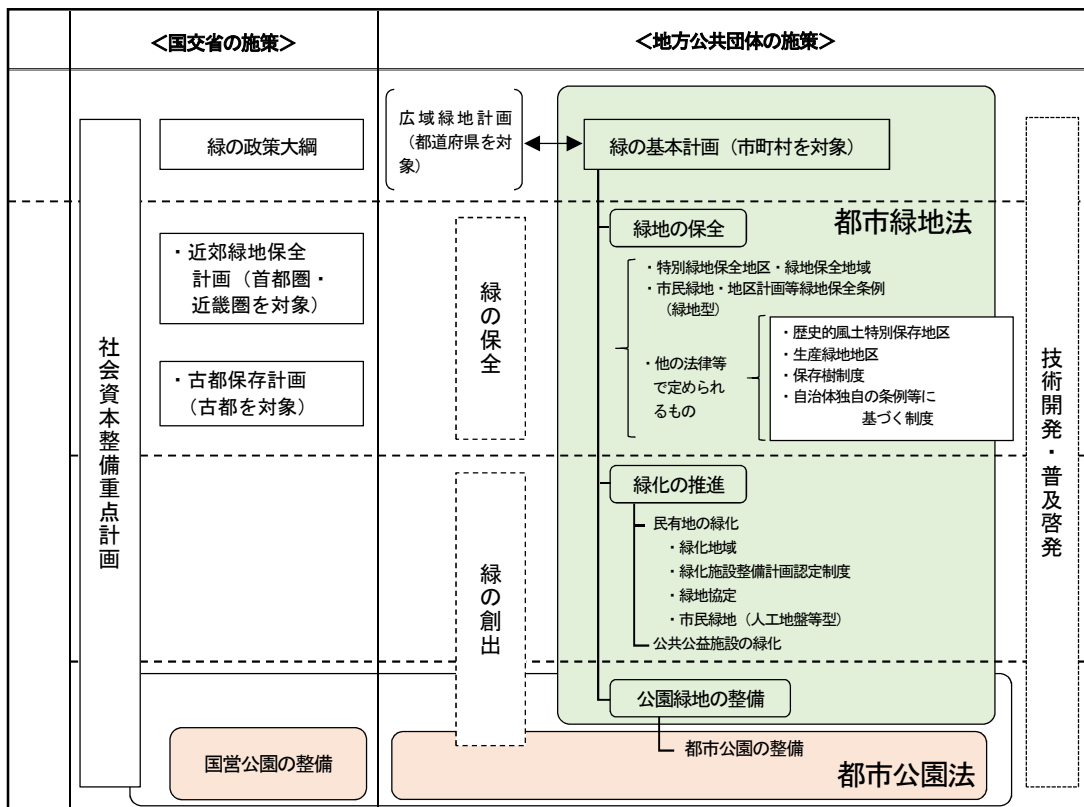 ＜国交省の施策＞
＜地方公共団体の施策＞
社会資本整備重点計画
緑の政策大綱
広域緑地計画
（都道府県を対
象）
緑の基本計画（市町村を対象）
都市緑地法
・近郊緑地保全
計画（首都圏・
近畿圏を対象）
・古都保存計画
（古都を対象）
緑の保全
緑地の保全
・特別緑地保全地区・緑地保全地域
・市民緑地・地区計画等緑地保全条例
（緑地型）
・他の法律等
で定められ
るもの
・歴史的風土特別保存地区
・生産緑地地区
・保存樹制度
・自治体独自の条例等に
基づく制度
技術開発・普及啓発
緑の創出
緑化の推進
民有地の緑化
・緑化地域
・緑化施設整備計画認定制度
・緑地協定
・市民緑地（人工地盤等型）
公共公益施設の緑化
公園緑地の整備
都市公園の整備
国営公園の整備
都市公園法